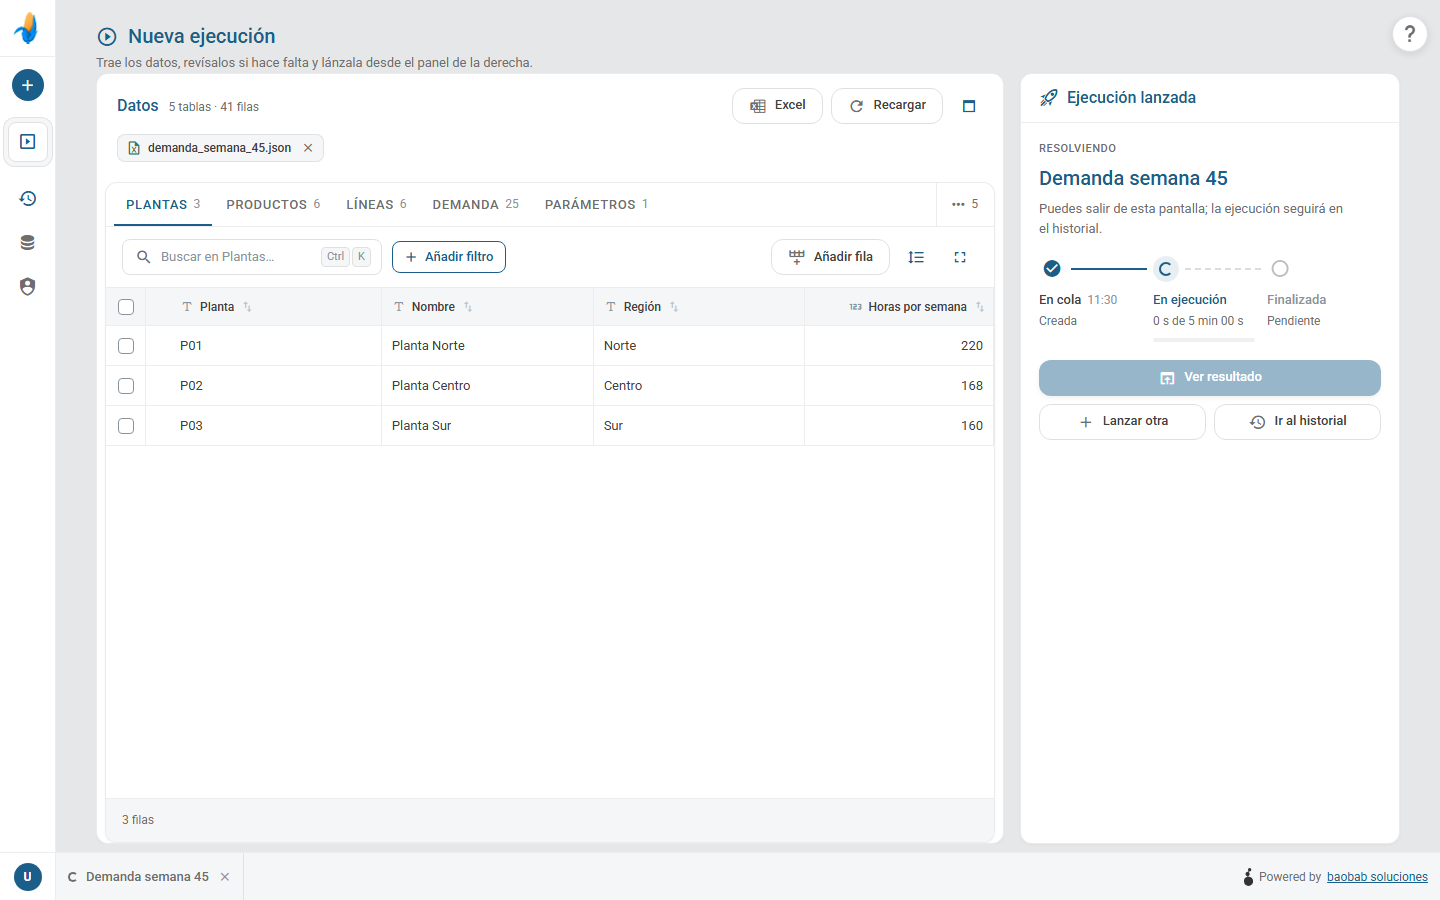 Nueva ejecución
Trae los datos, revísalos si hace falta y lánzala desde el panel de la derecha.
?
Datos 5 tablas · 41 filas
Excel
Recargar
demanda_semana_45.json
PLANTAS 3
PRODUCTOS 6
LÍNEAS 6
DEMANDA 25
PARÁMETROS 1
··· 5
Buscar en Plantas... Ctrl K
Añadir filtro
Añadir fila
Planta Nombre Región 123 Horas por semana
P01 Planta Norte Norte 220
P02 Planta Centro Centro 168
P03 Planta Sur Sur 160
3 filas
Ejecución lanzada
RESOLVIENDO
Demanda semana 45
Puedes salir de esta pantalla; la ejecución seguirá en
el historial.
En cola 11:30 En ejecución Finalizada
Creada 0 s de 5 min 00 s Pendiente
Ver resultado
Lanzar otra
Ir al historial
U
Demanda semana 45
Powered by baobab soluciones